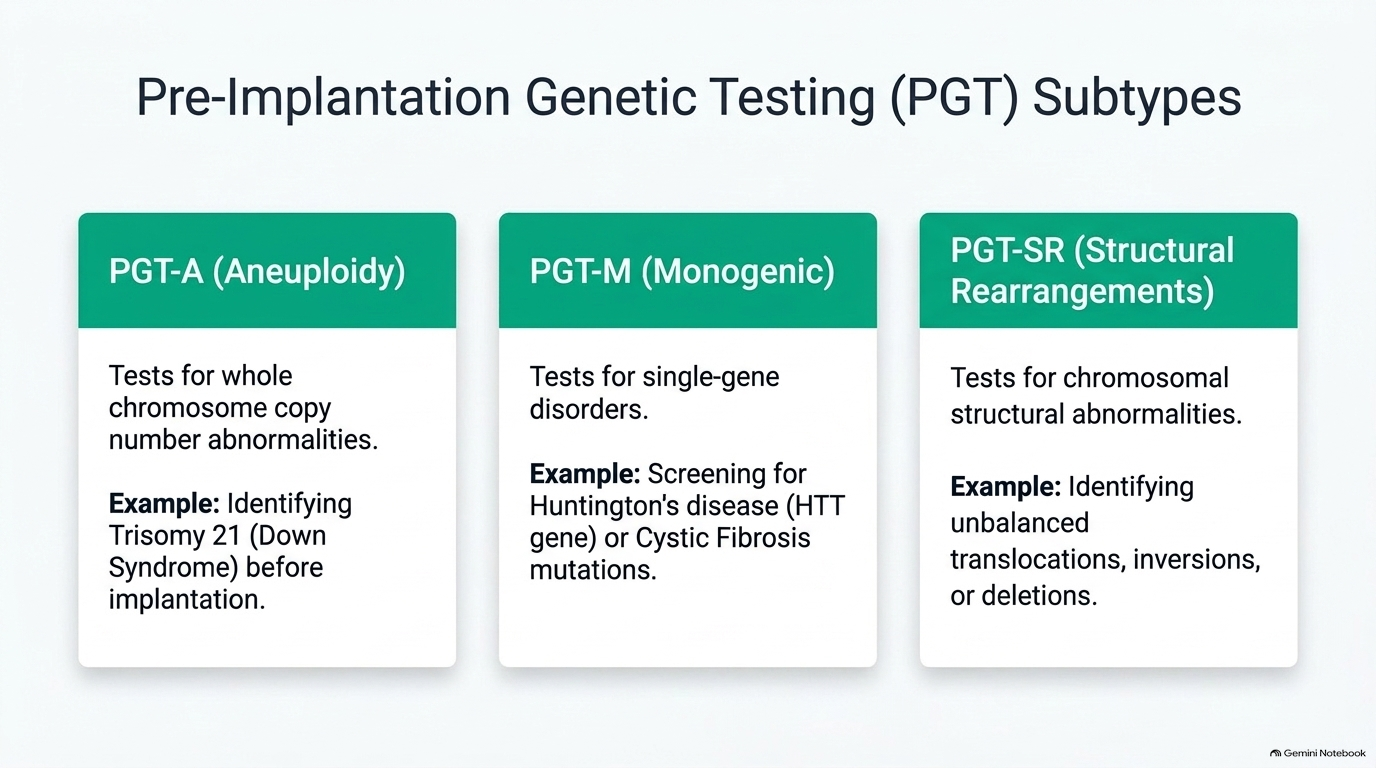 Pre-Implantation Genetic Testing (PGT) Subtypes
PGT-A (Aneuploidy)
Tests for whole
chromosome copy
number abnormalities.
Example: Identifying
Trisomy 21 (Down
Syndrome) before
implantation.
PGT-M (Monogenic)
Tests for single-gene
disorders.
Example: Screening for
Huntington's disease (HTT
gene) or Cystic Fibrosis
mutations.
PGT-SR (Structural
Rearrangements)
Tests for chromosomal
structural abnormalities.
Example: Identifying
unbalanced
translocations, inversions,
or deletions.
Gemini Notebook